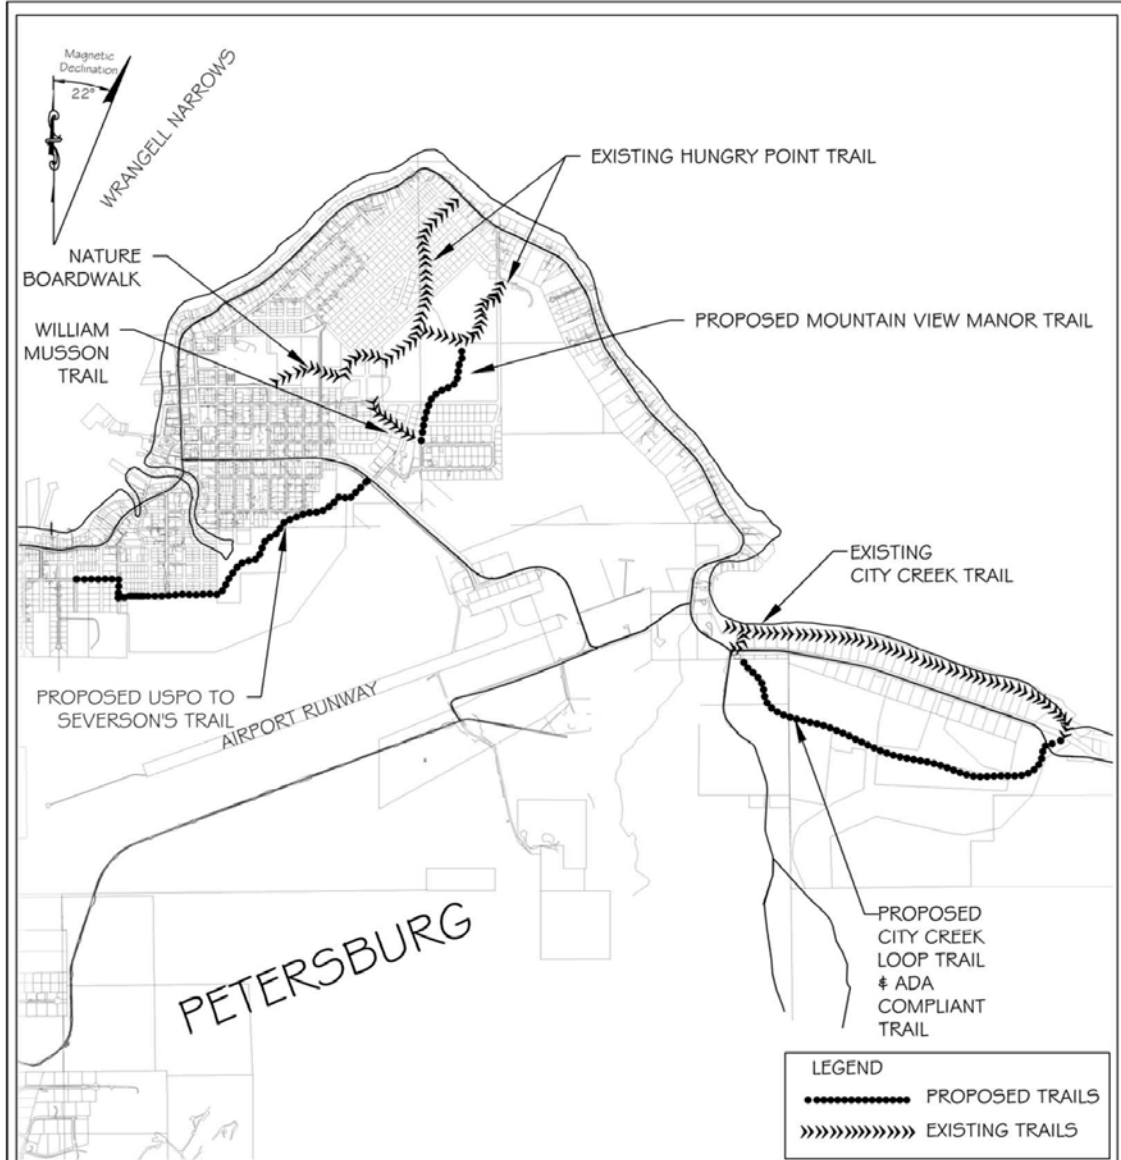 Magnetic
Declination
22°
WRANGELL NARROWS
EXISTING HUNGRY POINT TRAIL
NATURE
BOARDWALK
WILLIAM
MUSSON
TRAIL
PROPOSED MOUNTAIN VIEW MANOR TRAIL
EXISTING
CITY CREEK TRAIL
PROPOSED USPO TO
SEVERSON'S TRAIL
AIRPORT RUNWAY
PROPOSED
CITY CREEK
LOOP TRAIL
& ADA
COMPLIANT
TRAIL
PETERSBURG
LEGEND
PROPOSED TRAILS
EXISTING TRAILS